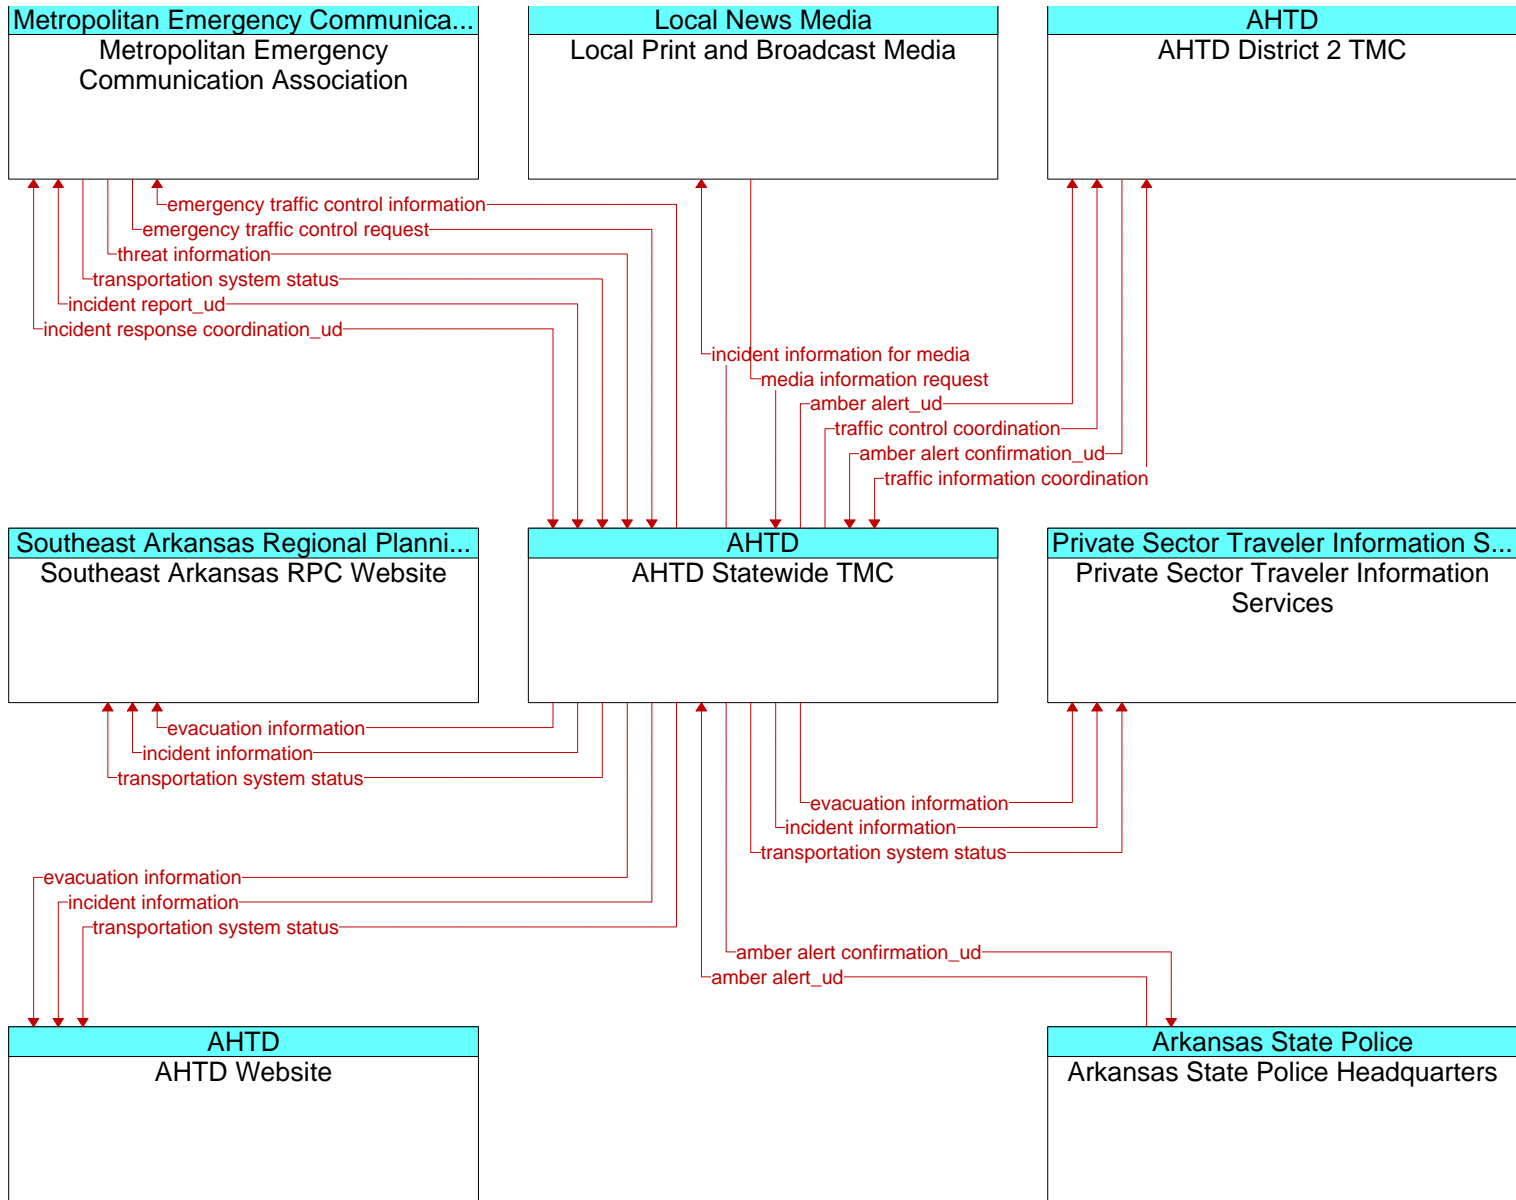 Metropolitan Emergency Communica...
Metropolitan Emergency
Communication Association
Local News Media
Local Print and Broadcast Media
AHTD
AHTD District 2 TMC
emergency traffic control information
emergency traffic control request
threat information
transportation system status
incident report_ud
incident response coordination_ud
incident information for media
media information request
amber alert_ud
traffic control coordination
amber alert confirmation_ud
traffic information coordination
Southeast Arkansas Regional Planni...
Southeast Arkansas RPC Website
AHTD
AHTD Statewide TMC
Private Sector Traveler Information S...
Private Sector Traveler Information
Services
evacuation information
incident information
transportation system status
evacuation information
incident information
transportation system status
evacuation information
incident information
transportation system status
amber alert confirmation_ud
amber alert_ud
AHTD
AHTD Website
Arkansas State Police
Arkansas State Police Headquarters